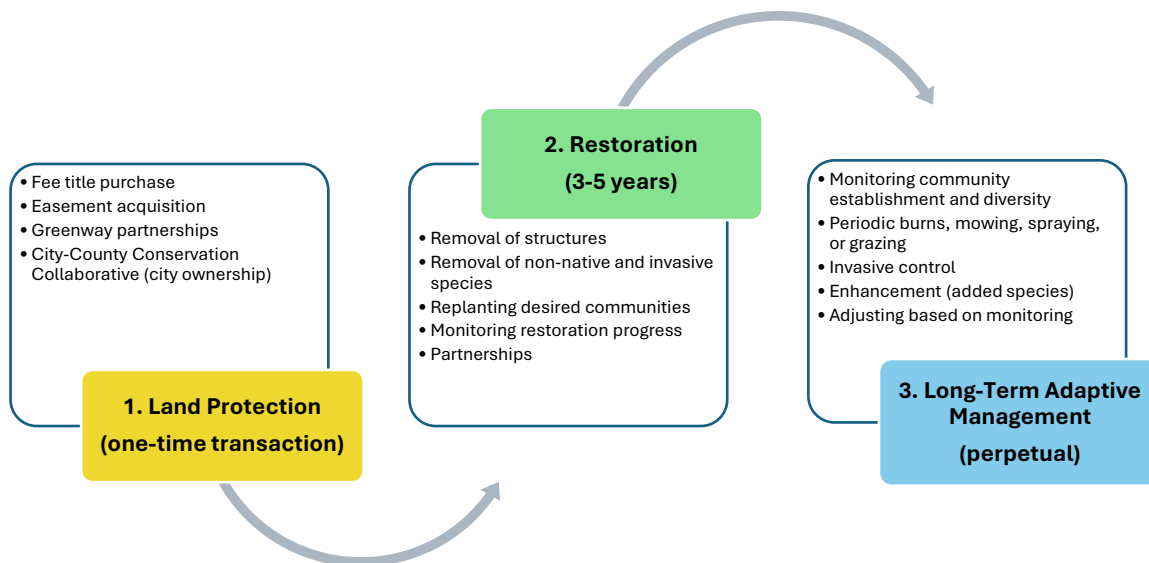 • Fee title purchase
• Easement acquisition
• Greenway partnerships
• City-County Conservation
Collaborative (city ownership)
1. Land Protection
(one-time transaction)
2. Restoration
(3-5 years)
• Removal of structures
• Removal of non-native and invasive
species
• Replanting desired communities
• Monitoring restoration progress
• Partnerships
• Monitoring community
establishment and diversity
• Periodic burns, mowing, spraying,
or grazing
• Invasive control
• Enhancement (added species)
• Adjusting based on monitoring
3. Long-Term Adaptive
Management
(perpetual)